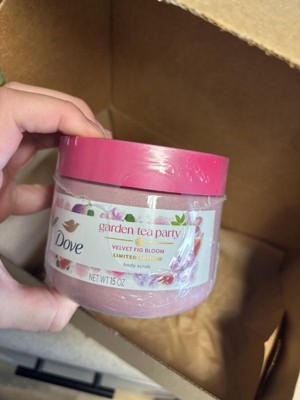 garden tea party
VELVET FIG BLOOM
LIMITED EDITION
body scrub
Dove
NET WT 15 OZ